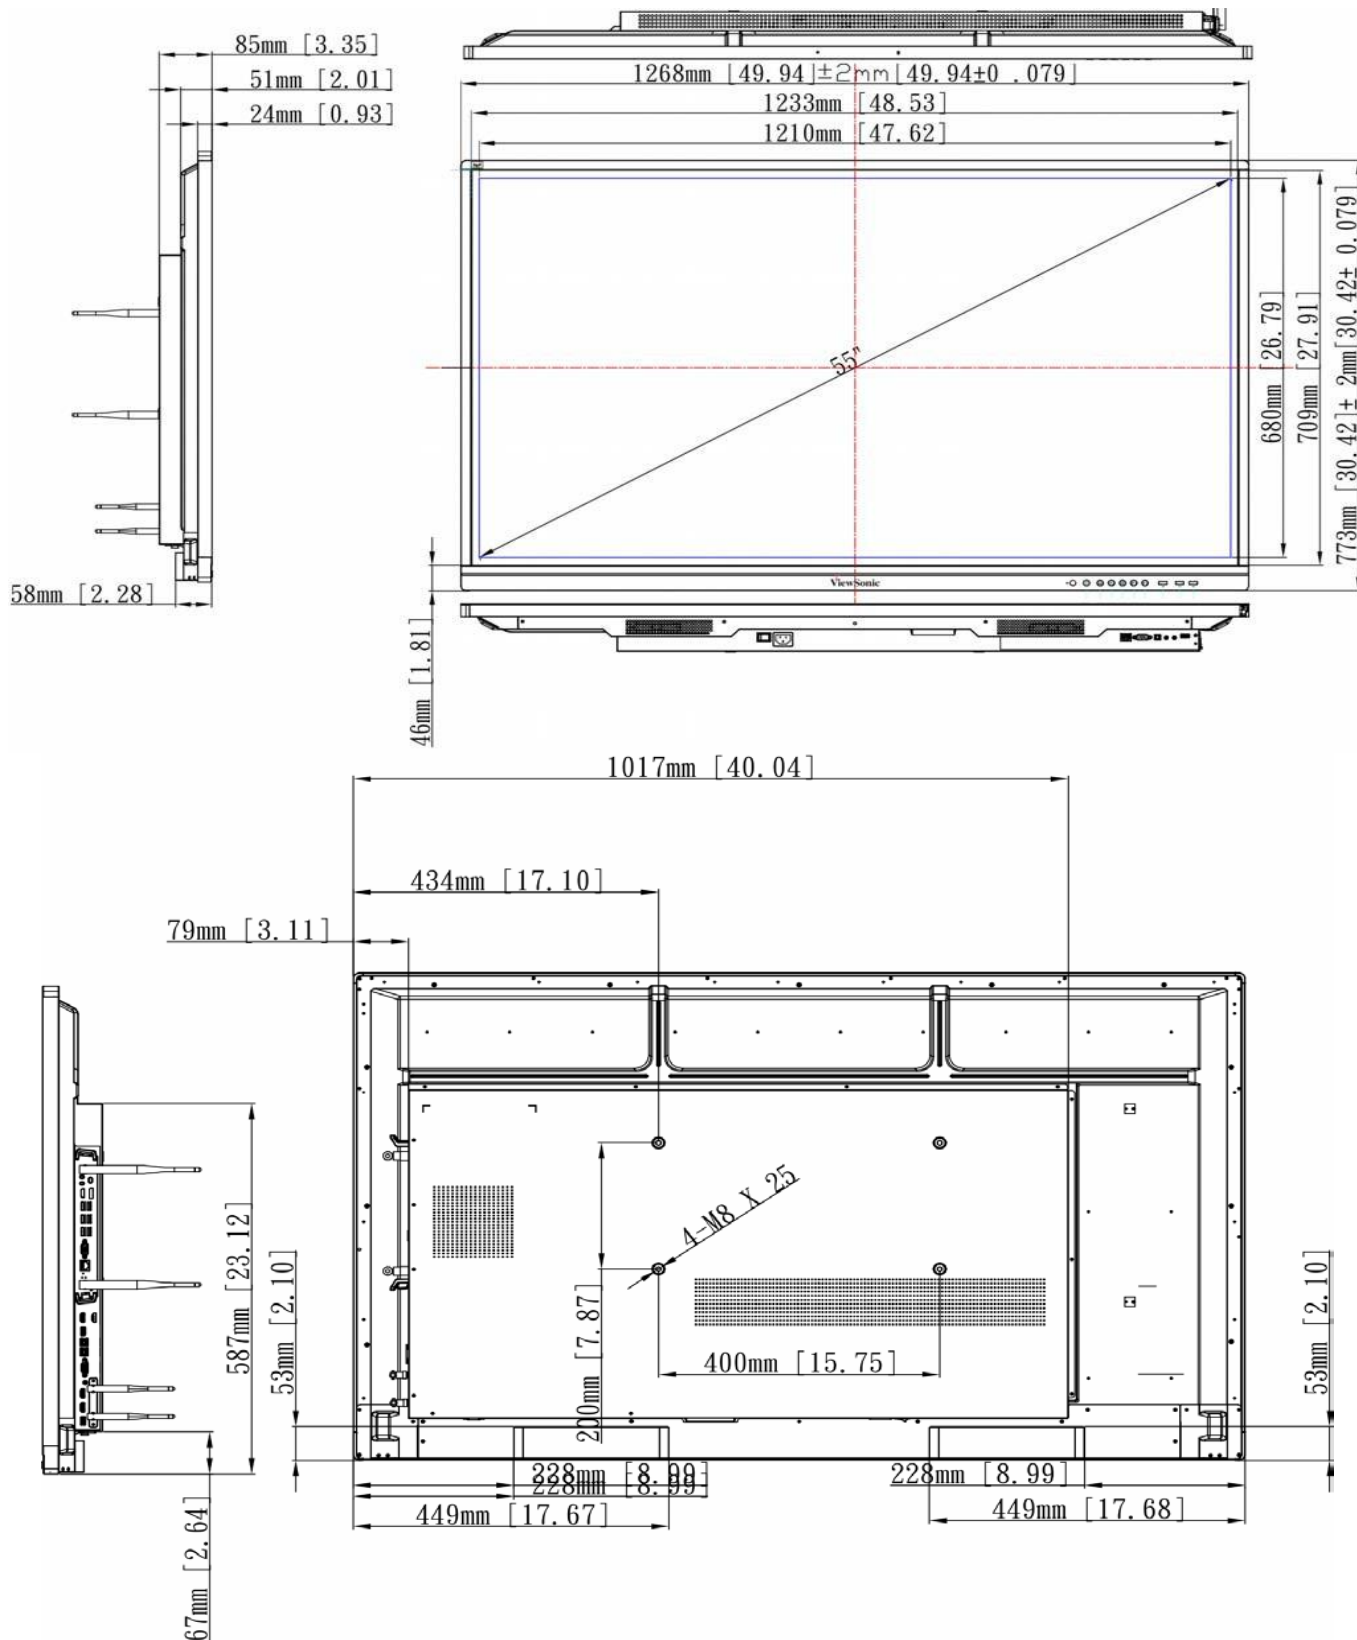 85mm [3.35]
51mm [2.01]
24mm [0.93]
1268mm [49.94]±2mm[49.94±0 .079]
1233mm [48.53]
1210mm [47.62]
55"
680mm [26.79]
709mm [27.91]
773mm [30.42]± 2mm[30.42± 0.079]
ViewSonic
58mm [2.28]
46mm [1.81]
1017mm [40.04]
434mm [17.10]
79mm [3.11]
4-M8 X 25
587mm [23.12]
53mm [2.10]
200mm [7.87]
400mm [15.75]
53mm [2.10]
228mm [8.99]
228mm [8.99]
228mm [8.99]
449mm [17.67]
449mm [17.68]
67mm [2.64]